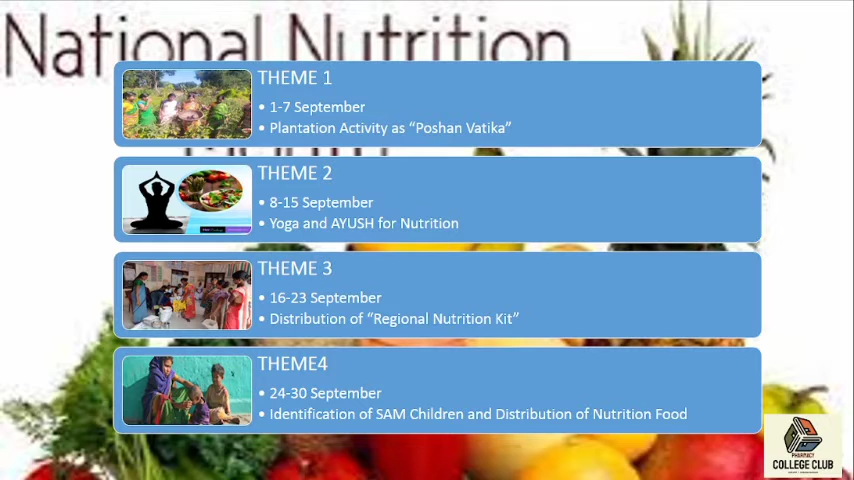 National Nutrition
THEME 1
• 1-7 September
• Plantation Activity as “Poshan Vatika”
THEME 2
• 8-15 September
• Yoga and AYUSH for Nutrition
THEME 3
• 16-23 September
• Distribution of “Regional Nutrition Kit”
THEME4
• 24-30 September
• Identification of SAM Children and Distribution of Nutrition Food
PHARMACY
COLLEGE CLUB